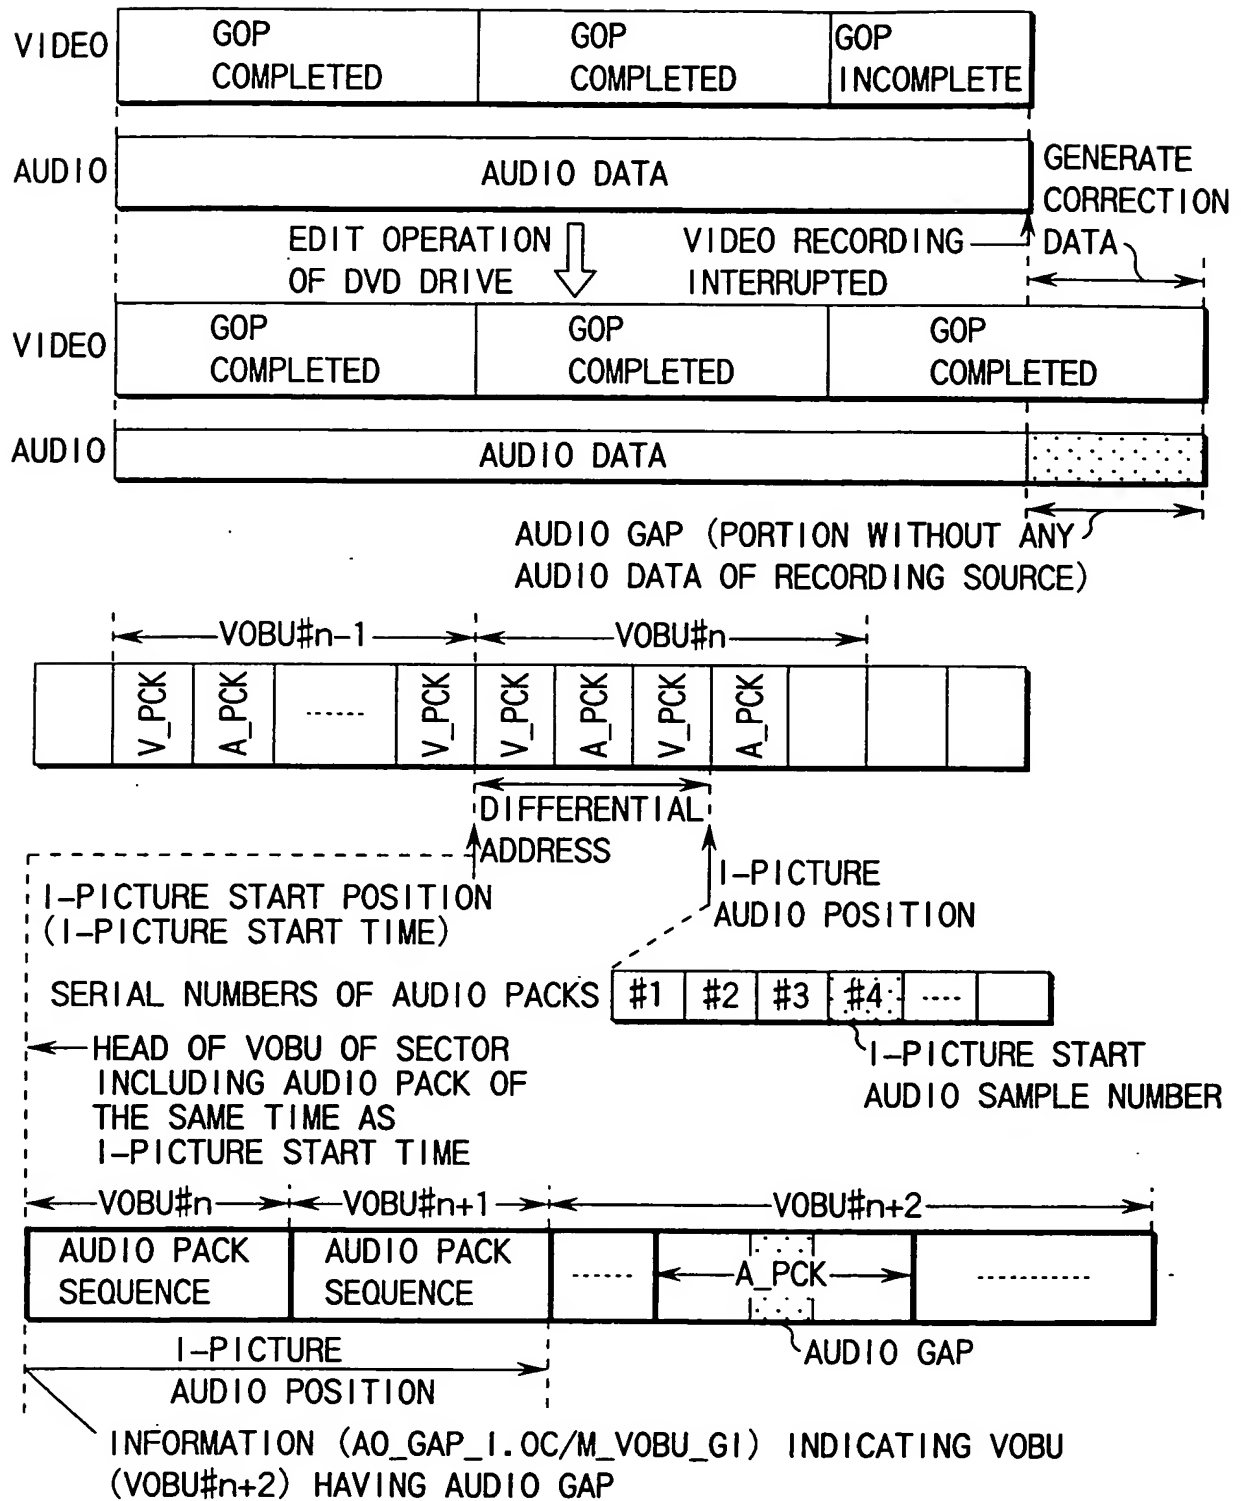 VIDEO
GOP
COMPLETED
GOP
COMPLETED
GOP
INCOMPLETE
AUDIO
AUDIO DATA
GENERATE
CORRECTION
DATA
EDIT OPERATION
OF DVD DRIVE
VIDEO RECORDING
INTERRUPTED
VIDEO
GOP
COMPLETED
GOP
COMPLETED
GOP
COMPLETED
AUDIO
AUDIO DATA
AUDIO GAP (PORTION WITHOUT ANY
AUDIO DATA OF RECORDING SOURCE)
VOBU#n-1
VOBU#n
V_PCK
A_PCK
......
V_PCK
V_PCK
A_PCK
V_PCK
A_PCK
DIFFERENTIAL
ADDRESS
I-PICTURE START POSITION
(I-PICTURE START TIME)
I-PICTURE
AUDIO POSITION
SERIAL NUMBERS OF AUDIO PACKS
#1
#2
#3
#4
....
I-PICTURE START
AUDIO SAMPLE NUMBER
HEAD OF VOBU OF SECTOR
INCLUDING AUDIO PACK OF
THE SAME TIME AS
I-PICTURE START TIME
VOBU#n
VOBU#n+1
VOBU#n+2
AUDIO PACK
SEQUENCE
AUDIO PACK
SEQUENCE
......
A_PCK
...........
AUDIO GAP
I-PICTURE
AUDIO POSITION
INFORMATION (A0_GAP_I.OC/M_VOBU_GI) INDICATING VOBU
(VOBU#n+2) HAVING AUDIO GAP